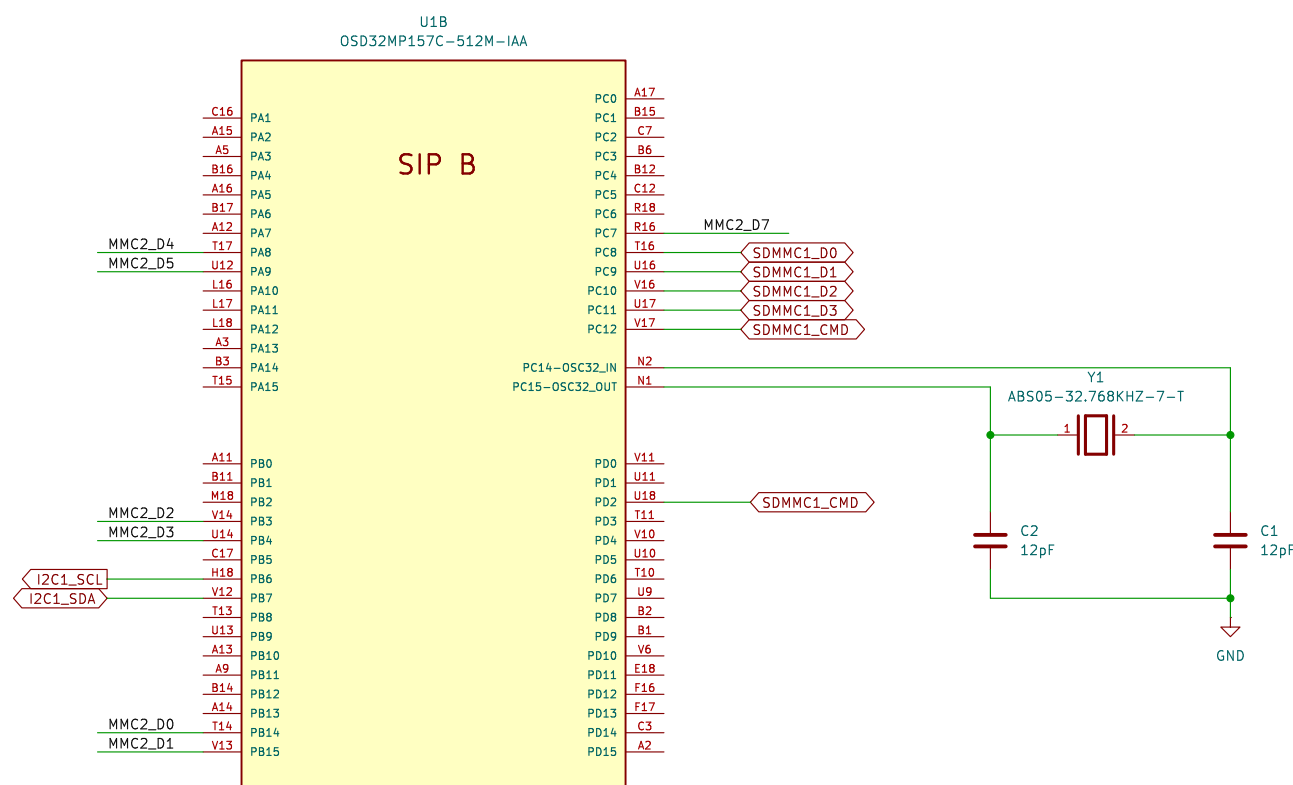 U1B
OSD32MP157C-512M-IAA
SIP B
C16 PA1
A15 PA2
A5 PA3
B16 PA4
A16 PA5
B17 PA6
A12 PA7
MMC2_D4 T17 PA8
MMC2_D5 U12 PA9
L16 PA10
L17 PA11
L18 PA12
A3 PA13
B3 PA14
T15 PA15
A11 PB0
B11 PB1
M18 PB2
MMC2_D2 V14 PB3
MMC2_D3 U14 PB4
C17 PB5
I2C1_SCL H18 PB6
I2C1_SDA V12 PB7
T13 PB8
U13 PB9
A13 PB10
A9 PB11
B14 PB12
A14 PB13
MMC2_D0 T14 PB14
MMC2_D1 V13 PB15
PC0 A17
PC1 B15
PC2 C7
PC3 B6
PC4 B12
PC5 C12
PC6 R18
PC7 R16 MMC2_D7
PC8 T16 SDMMC1_D0
PC9 U16 SDMMC1_D1
PC10 V16 SDMMC1_D2
PC11 U17 SDMMC1_D3
PC12 V17 SDMMC1_CMD
PC14-OSC32_IN N2
PC15-OSC32_OUT N1
PD0 V11
PD1 U11
PD2 U18 SDMMC1_CMD
PD3 T11
PD4 V10
PD5 U10
PD6 T10
PD7 U9
PD8 B2
PD9 B1
PD10 V6
PD11 E18
PD12 F16
PD13 F17
PD14 C3
PD15 A2
Y1
ABS05-32.768KHZ-7-T
1 2
C2
12pF
C1
12pF
GND